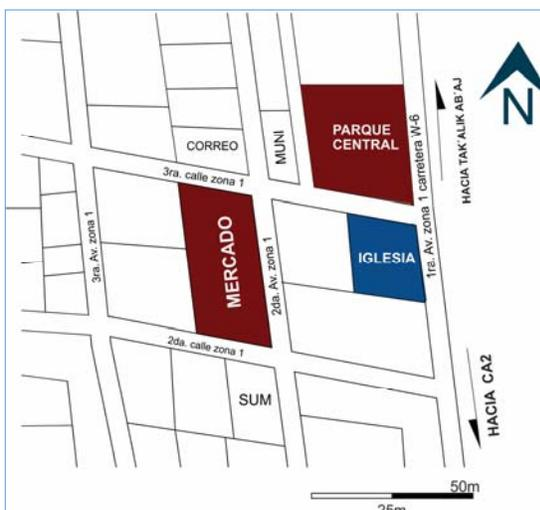 CORREO
MUNI
PARQUE
CENTRAL
HACIA TAK´ALIK AB´AJ
N
3ra. calle zona 1
1ra. Av. zona 1 carretera W-6
MERCADO
IGLESIA
3ra. Av. zona 1
2da. Av. zona 1
2da. calle zona 1
SUM
HACIA CA2
50m
25m